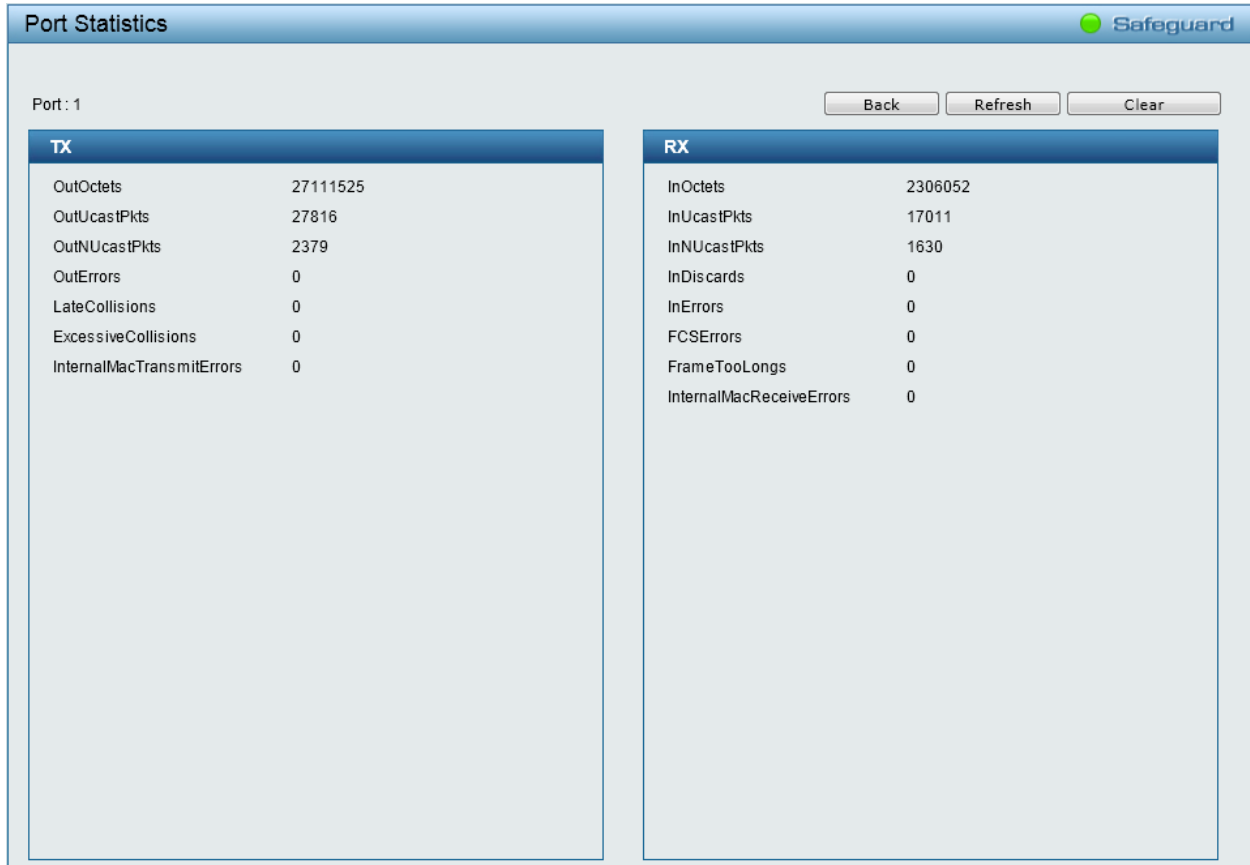 Port Statistics
Safeguard
Port : 1
Back
Refresh
Clear
TX
OutOctets 27111525
OutUcastPkts 27816
OutNUcastPkts 2379
OutErrors 0
LateCollisions 0
ExcessiveCollisions 0
InternalMacTransmitErrors 0
RX
InOctets 2306052
InUcastPkts 17011
InNUcastPkts 1630
InDiscards 0
InErrors 0
FCSErrors 0
FrameTooLongs 0
InternalMacReceiveErrors 0